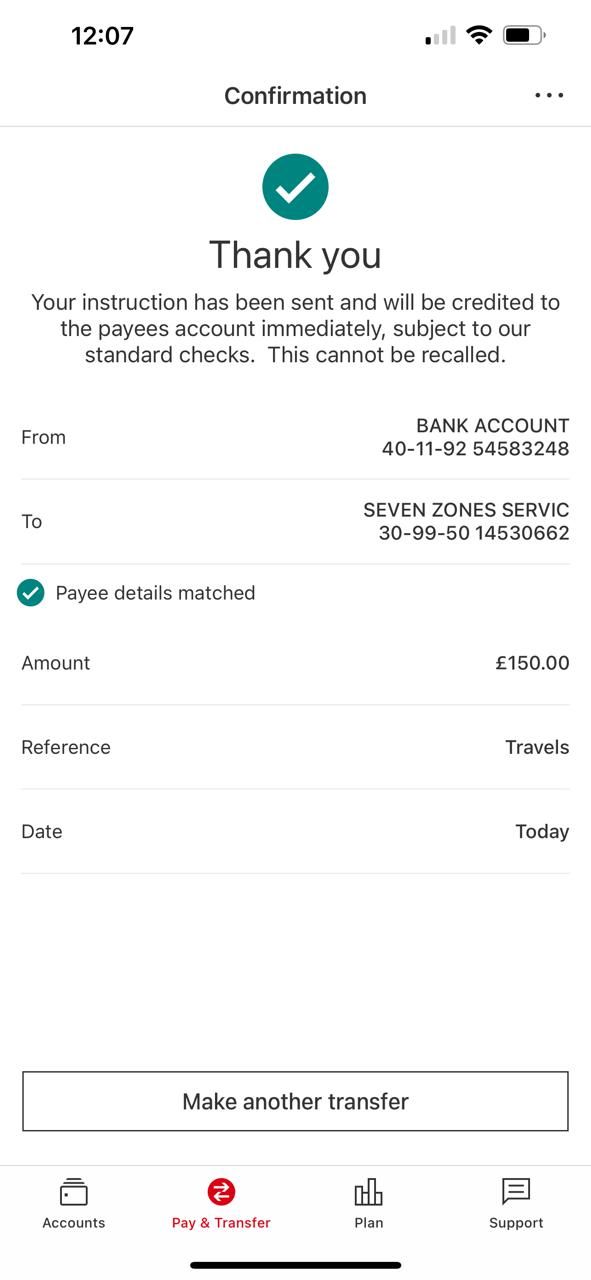 12:07
Confirmation
Thank you
Your instruction has been sent and will be credited to
the payees account immediately, subject to our
standard checks.  This cannot be recalled.
From
BANK ACCOUNT
40-11-92 54583248
To
SEVEN ZONES SERVIC
30-99-50 14530662
Payee details matched
Amount
£150.00
Reference
Travels
Date
Today
Make another transfer
Accounts
Pay & Transfer
Plan
Support